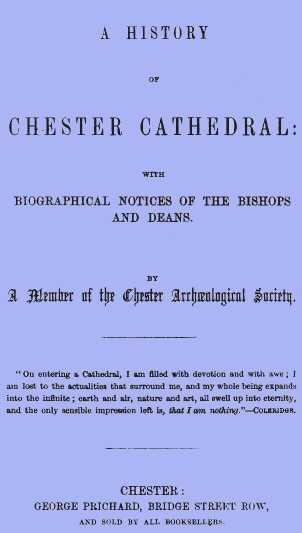 A HISTORY
OF
CHESTER CATHEDRAL:
WITH
BIOGRAPHICAL NOTICES OF THE BISHOPS
AND DEANS.
BY
A Member of the Chester Archæological Society.
"On entering a Cathedral, I am filled with devotion and with awe; I
am lost to the actualities that surround me, and my whole being expands
into the infinite; earth and air, nature and art, all swell up into eternity,
and the only sensible impression left is, that I am nothing."—COLERIDGE.
CHESTER:
GEORGE PRICHARD, BRIDGE STREET ROW,
AND SOLD BY ALL BOOKSELLERS.